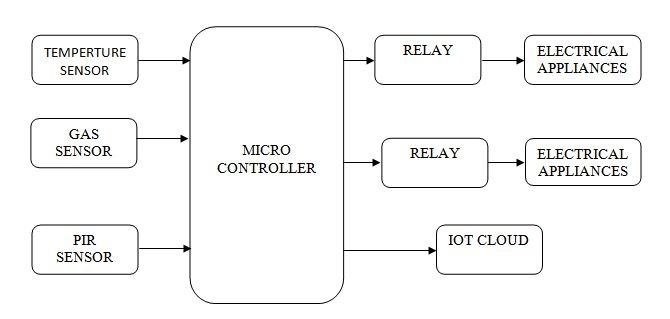 TEMPERTURE
SENSOR
GAS
SENSOR
PIR
SENSOR
MICRO
CONTROLLER
RELAY
ELECTRICAL
APPLIANCES
RELAY
ELECTRICAL
APPLIANCES
IOT CLOUD